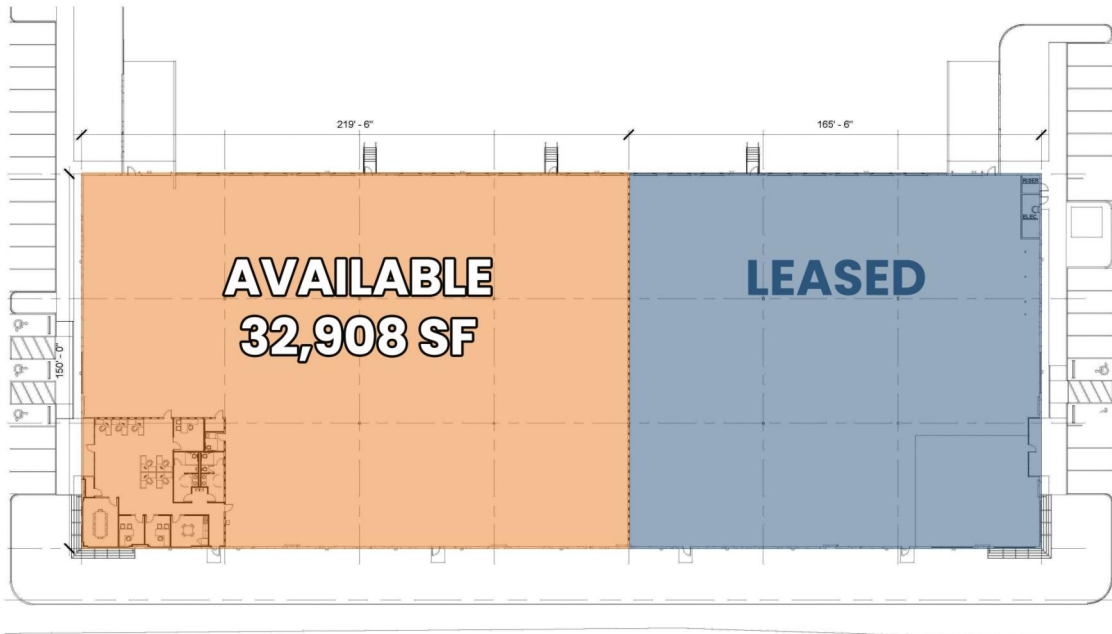 219' - 6"
165' - 6"
RISER
ELEC
AVAILABLE
32,908 SF
LEASED
150' - 0"